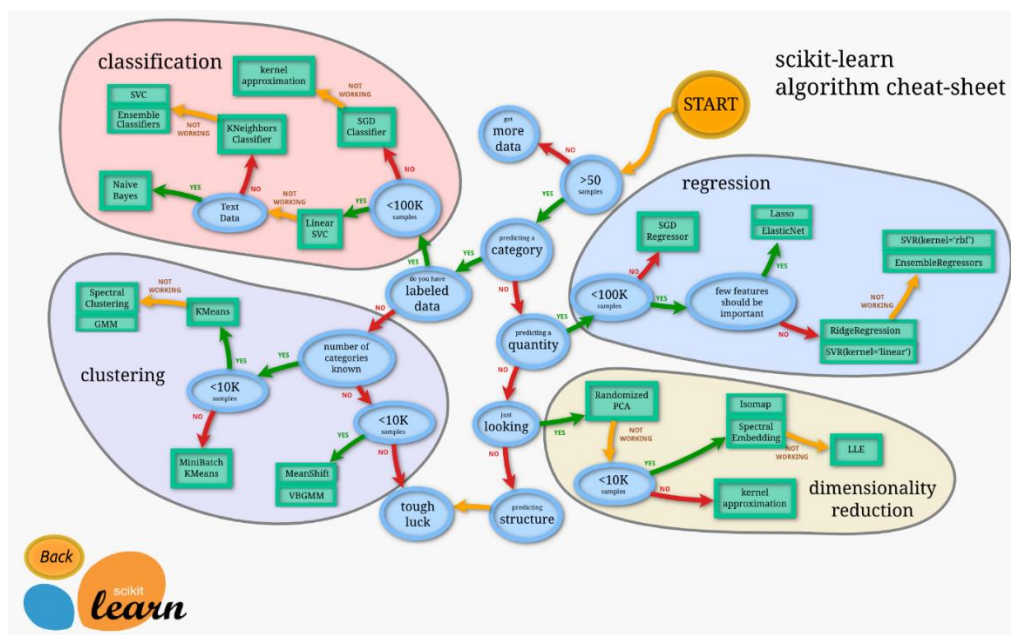 scikit-learn
algorithm cheat-sheet
START
>50
samples
NO
get
more
data
YES
predicting a
category
YES
do you have
labeled
data
YES
classification
<100K
samples
YES
Linear
SVC
NOT
WORKING
Text
Data
YES
Naive
Bayes
NO
KNeighbors
Classifier
NOT
WORKING
SVC
Ensemble
Classifiers
NO
SGD
Classifier
NOT
WORKING
kernel
approximation
NO
clustering
number of
categories
known
YES
<10K
samples
YES
KMeans
NOT
WORKING
Spectral
Clustering
GMM
NO
MiniBatch
KMeans
NO
<10K
samples
YES
MeanShift
VBGMM
NO
tough
luck
NO
predicting a
quantity
YES
regression
<100K
samples
NO
SGD
Regressor
YES
few features
should be
important
YES
Lasso
ElasticNet
NO
RidgeRegression
SVR(kernel='linear')
NOT
WORKING
SVR(kernel='rbf')
EnsembleRegressors
NO
just
looking
YES
dimensionality
reduction
Randomized
PCA
NOT
WORKING
<10K
samples
YES
Isomap
Spectral
Embedding
NOT
WORKING
LLE
NO
kernel
approximation
NO
predicting
structure
Back
scikit
learn